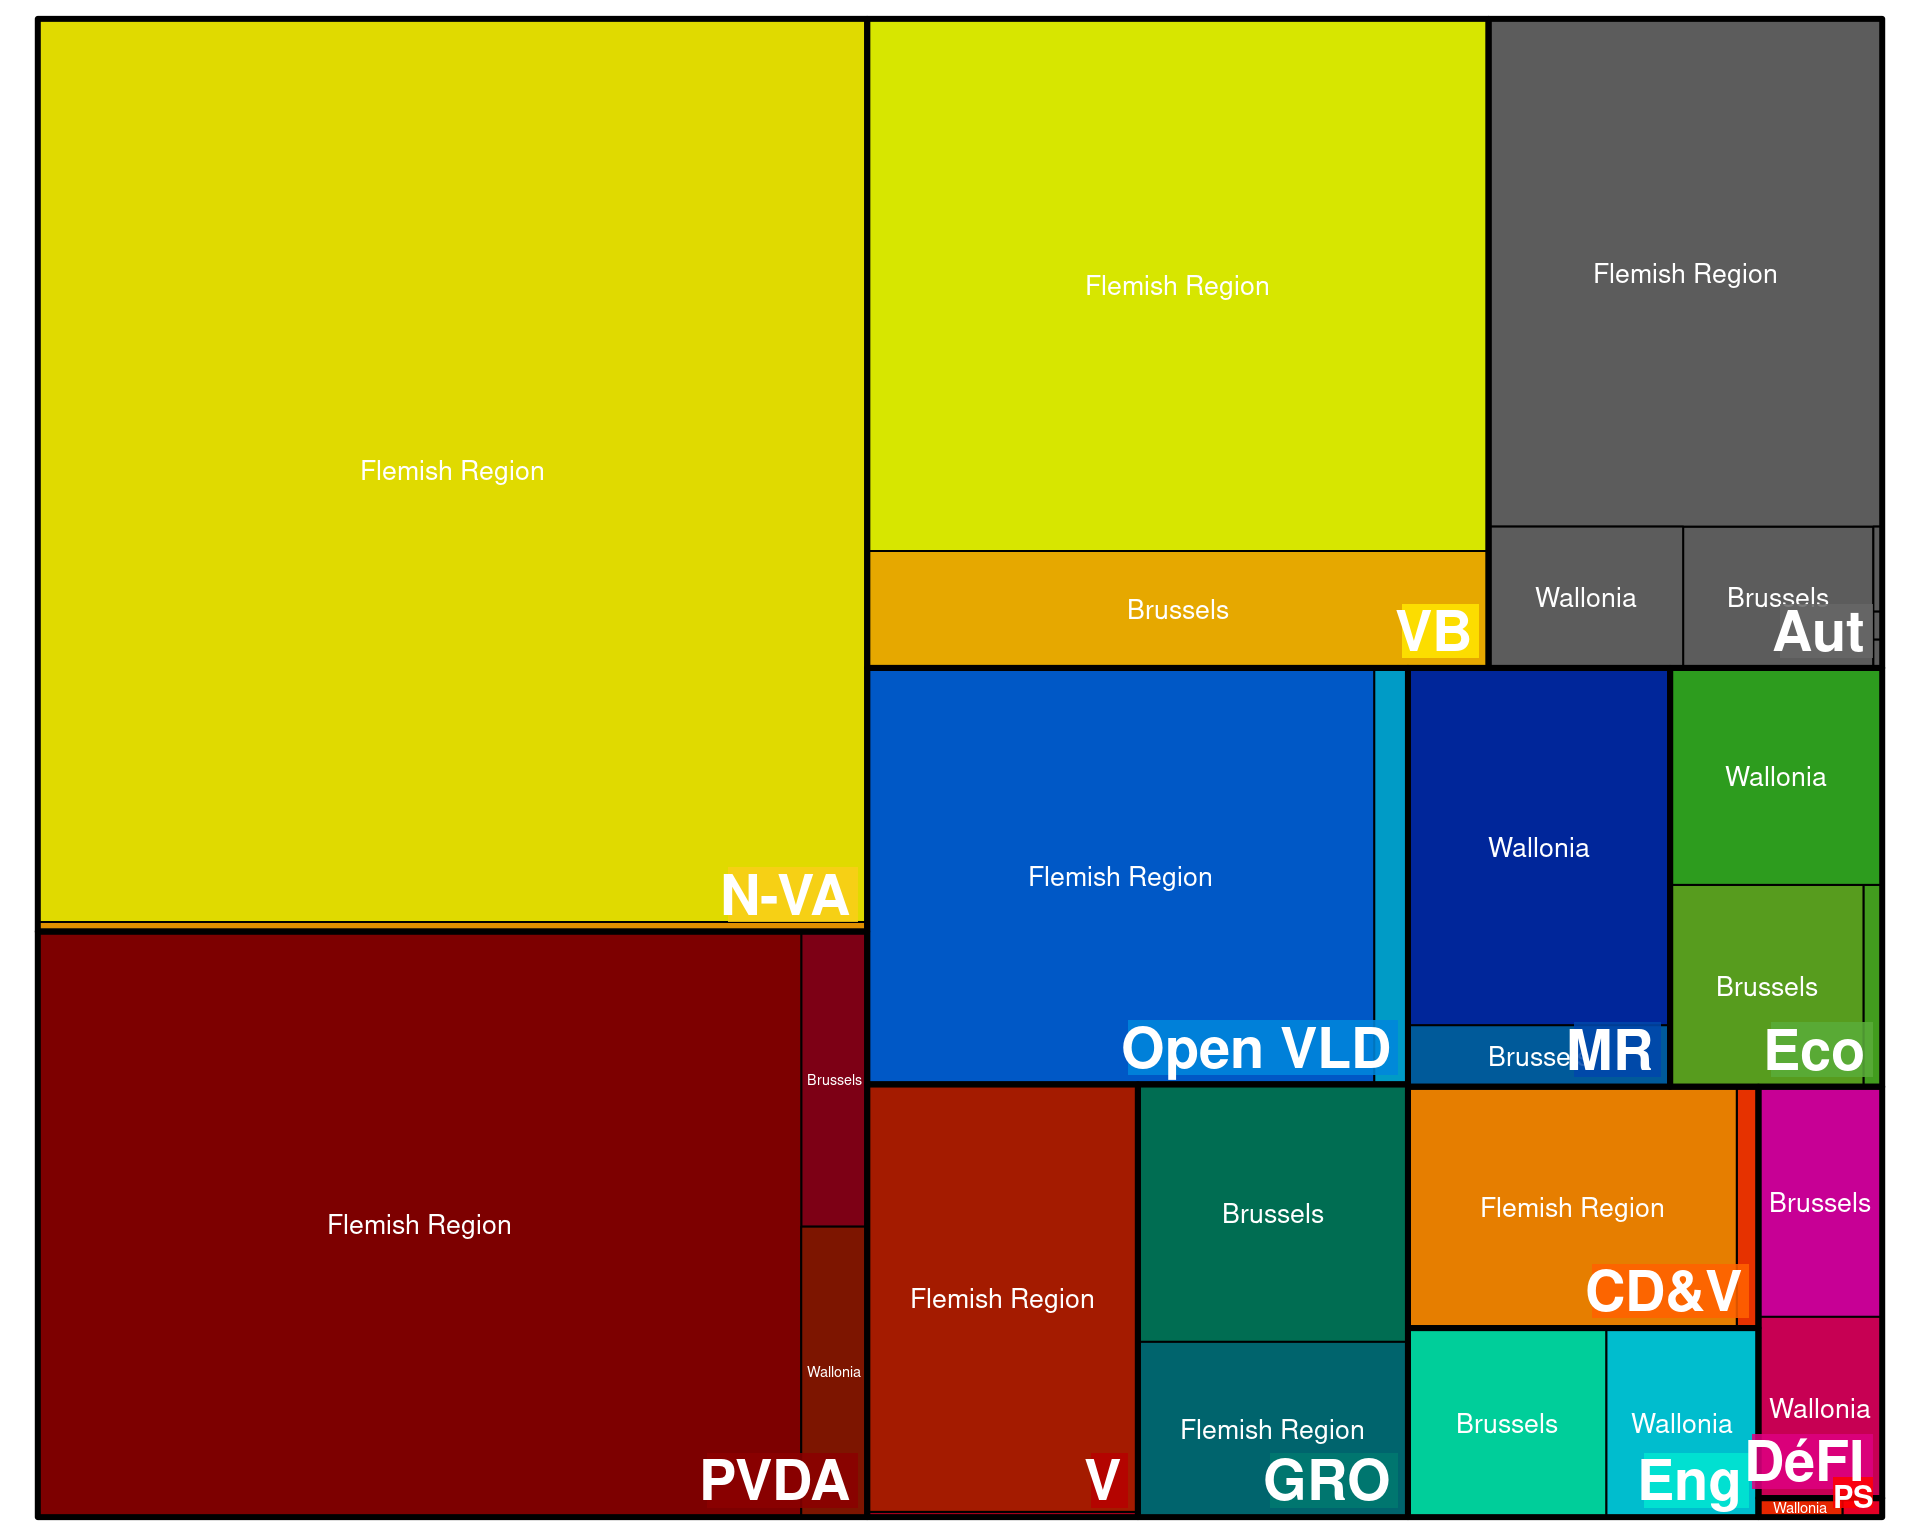 Flemish Region
N-VA
Flemish Region
Brussels
Wallonia
PVDA
Flemish Region
Brussels
VB
Flemish Region
Wallonia
Brussels
Aut
Flemish Region
Open VLD
Wallonia
Brussels
MR
Wallonia
Brussels
Eco
Flemish Region
V
Brussels
Flemish Region
GRO
Flemish Region
CD&V
Brussels
Wallonia
Eng
Brussels
Wallonia
DéFI
Wallonia
PS